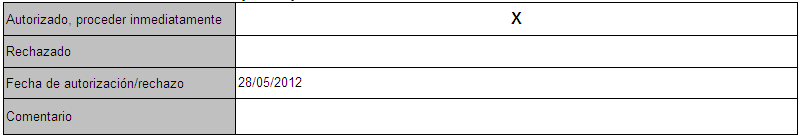 Autorizado, proceder inmediatamente X
Rechazado
Fecha de autorización/rechazo 28/05/2012
Comentario